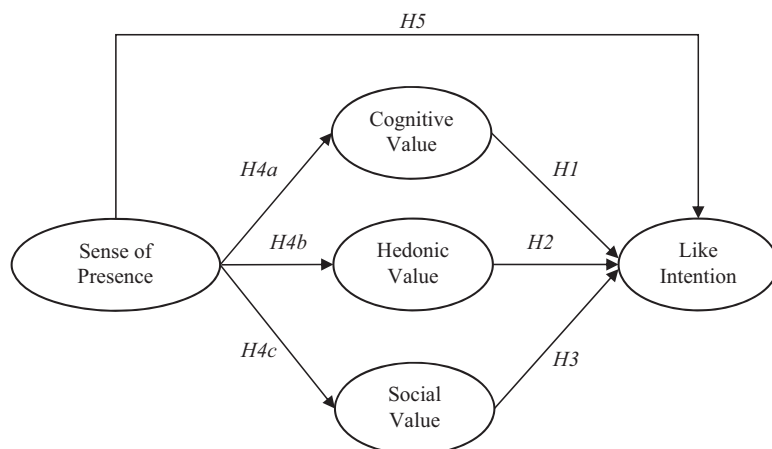 H5
Cognitive
Value
H4a
H1
Sense of
Presence
H4b
Hedonic
Value
H2
Like
Intention
H4c
H3
Social
Value